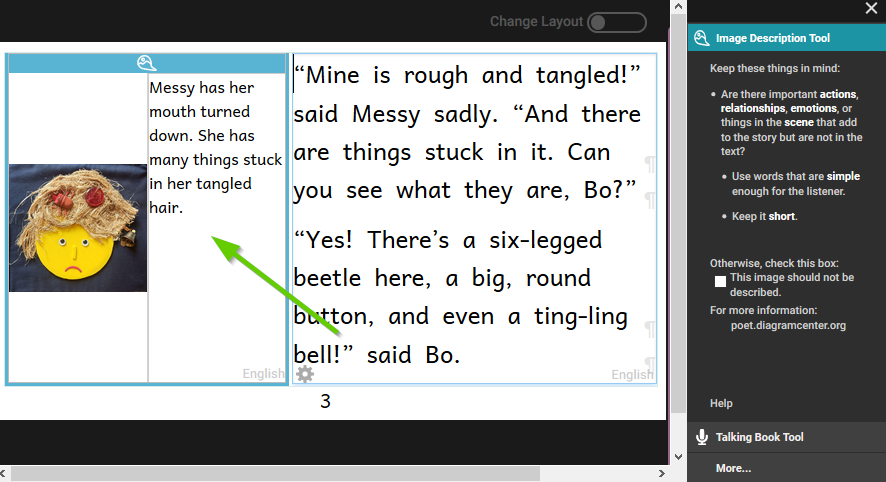 Change Layout
Messy has her
mouth turned
down. She has
many things stuck
in her tangled
hair.
English
“Mine is rough and tangled!”
said Messy sadly. “And there
are things stuck in it. Can
you see what they are, Bo?”
“Yes! There’s a six-legged
beetle here, a big, round
button, and even a ting-ling
bell!” said Bo.
English
3
Image Description Tool
Keep these things in mind:
• Are there important actions,
relationships, emotions, or
things in the scene that add
to the story but are not in the
text?
• Use words that are simple
enough for the listener.
• Keep it short.
Otherwise, check this box:
This image should not be
described.
For more information:
poet.diagramcenter.org
Help
Talking Book Tool
More...